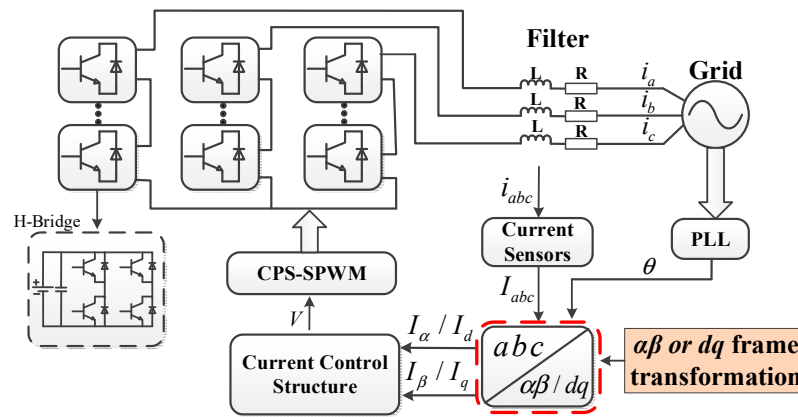 Filter
Grid
L R i_a
L R i_b
L R i_c
i_abc
H-Bridge
Current
Sensors
PLL
CPS-SPWM
θ
I_abc
V
I_α / I_d
abc
αβ or dq frame
transformation
Current Control
Structure
I_β / I_q
αβ / dq
+
−